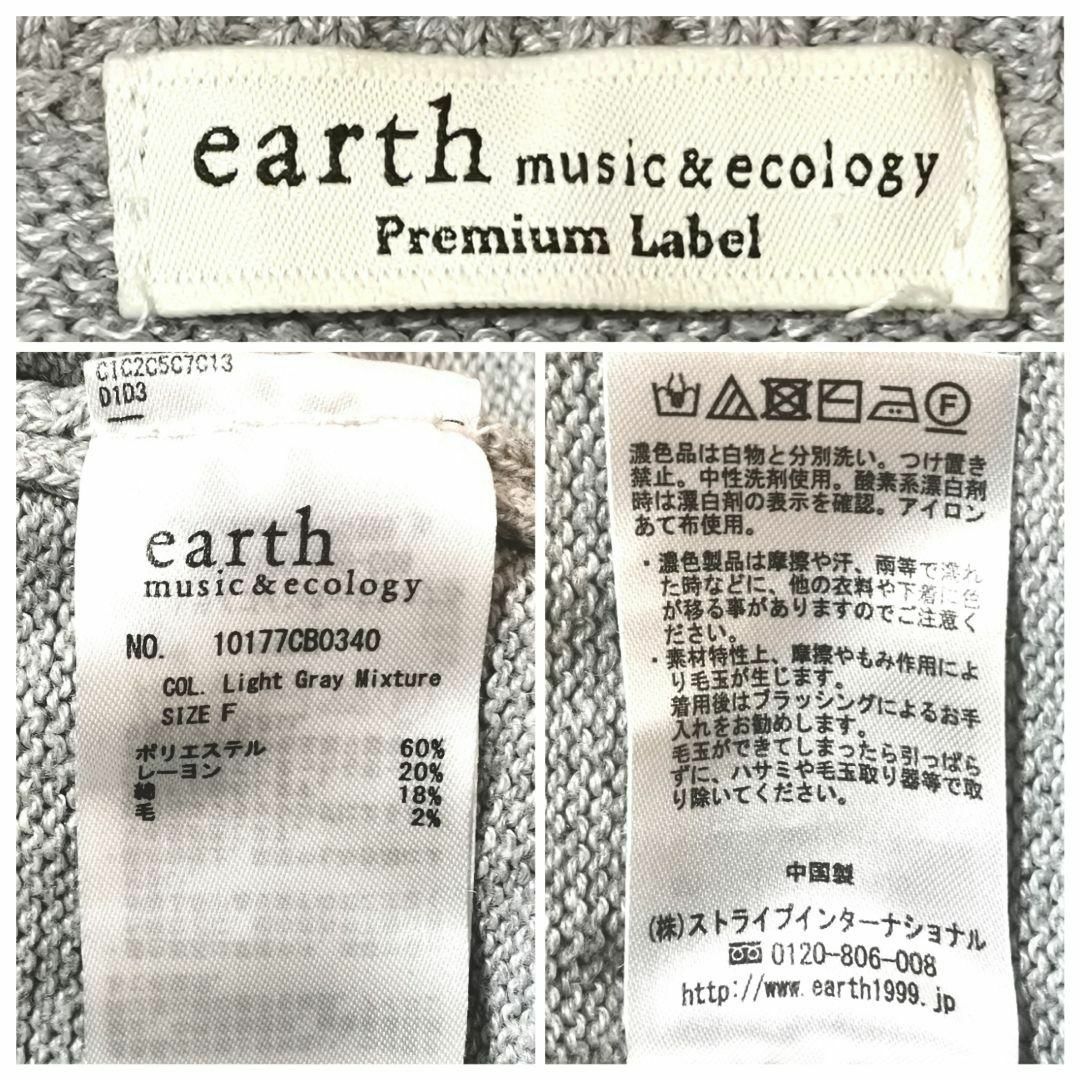 earth music&ecology
Premium Label
C1C2C5C7C13
D1D3
earth
music&ecology
NO. 10177CB0340
COL. Light Gray Mixture
SIZE F
ポリエステル 60%
レーヨン 20%
綿 18%
毛 2%
F
濃色品は白物と分別洗い。つけ置き
禁止。中性洗剤使用。酸素系漂白剤
時は漂白剤の表示を確認。アイロン
あて布使用。
・濃色製品は摩擦や汗、雨等で濡れ
た時などに、他の衣料や下着に色
が移る事がありますのでご注意く
ださい。
・素材特性上、摩擦やもみ作用によ
り毛玉が生じます。
着用後はブラッシングによるお手
入れをお勧めします。
毛玉ができてしまったら引っぱら
ずに、ハサミや毛玉取り器等で取
り除いてください。
中国製
(株)ストライプインターナショナル
0120-806-008
http://www.earth1999.jp